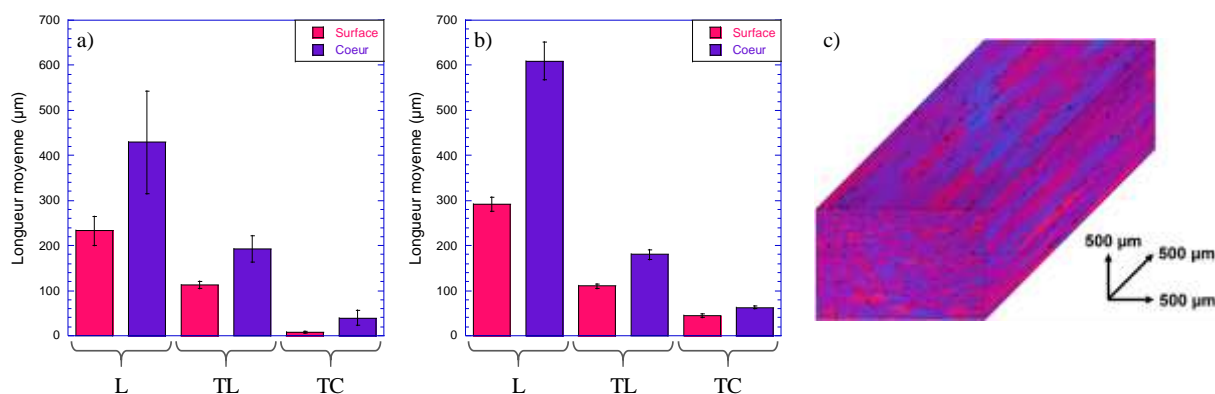 a)
Longueur moyenne (µm)
700
600
500
400
300
200
100
0
Surface
Coeur
L
TL
TC
b)
Longueur moyenne (µm)
700
600
500
400
300
200
100
0
Surface
Coeur
L
TL
TC
c)
500 µm
500 µm
500 µm